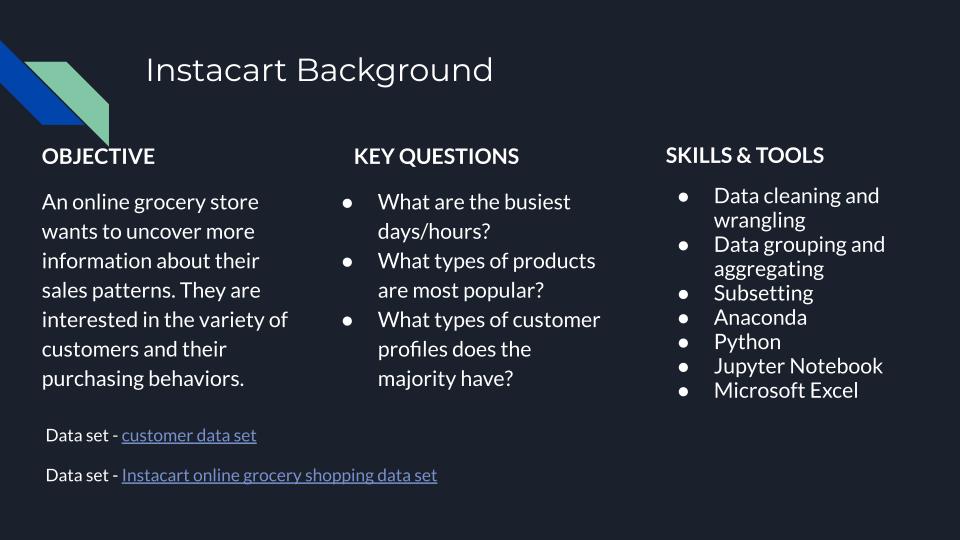 Instacart Background
OBJECTIVE
An online grocery store
wants to uncover more
information about their
sales patterns. They are
interested in the variety of
customers and their
purchasing behaviors.
KEY QUESTIONS
● What are the busiest
days/hours?
● What types of products
are most popular?
● What types of customer
profiles does the
majority have?
SKILLS & TOOLS
● Data cleaning and
wrangling
● Data grouping and
aggregating
● Subsetting
● Anaconda
● Python
● Jupyter Notebook
● Microsoft Excel
Data set - customer data set
Data set - Instacart online grocery shopping data set